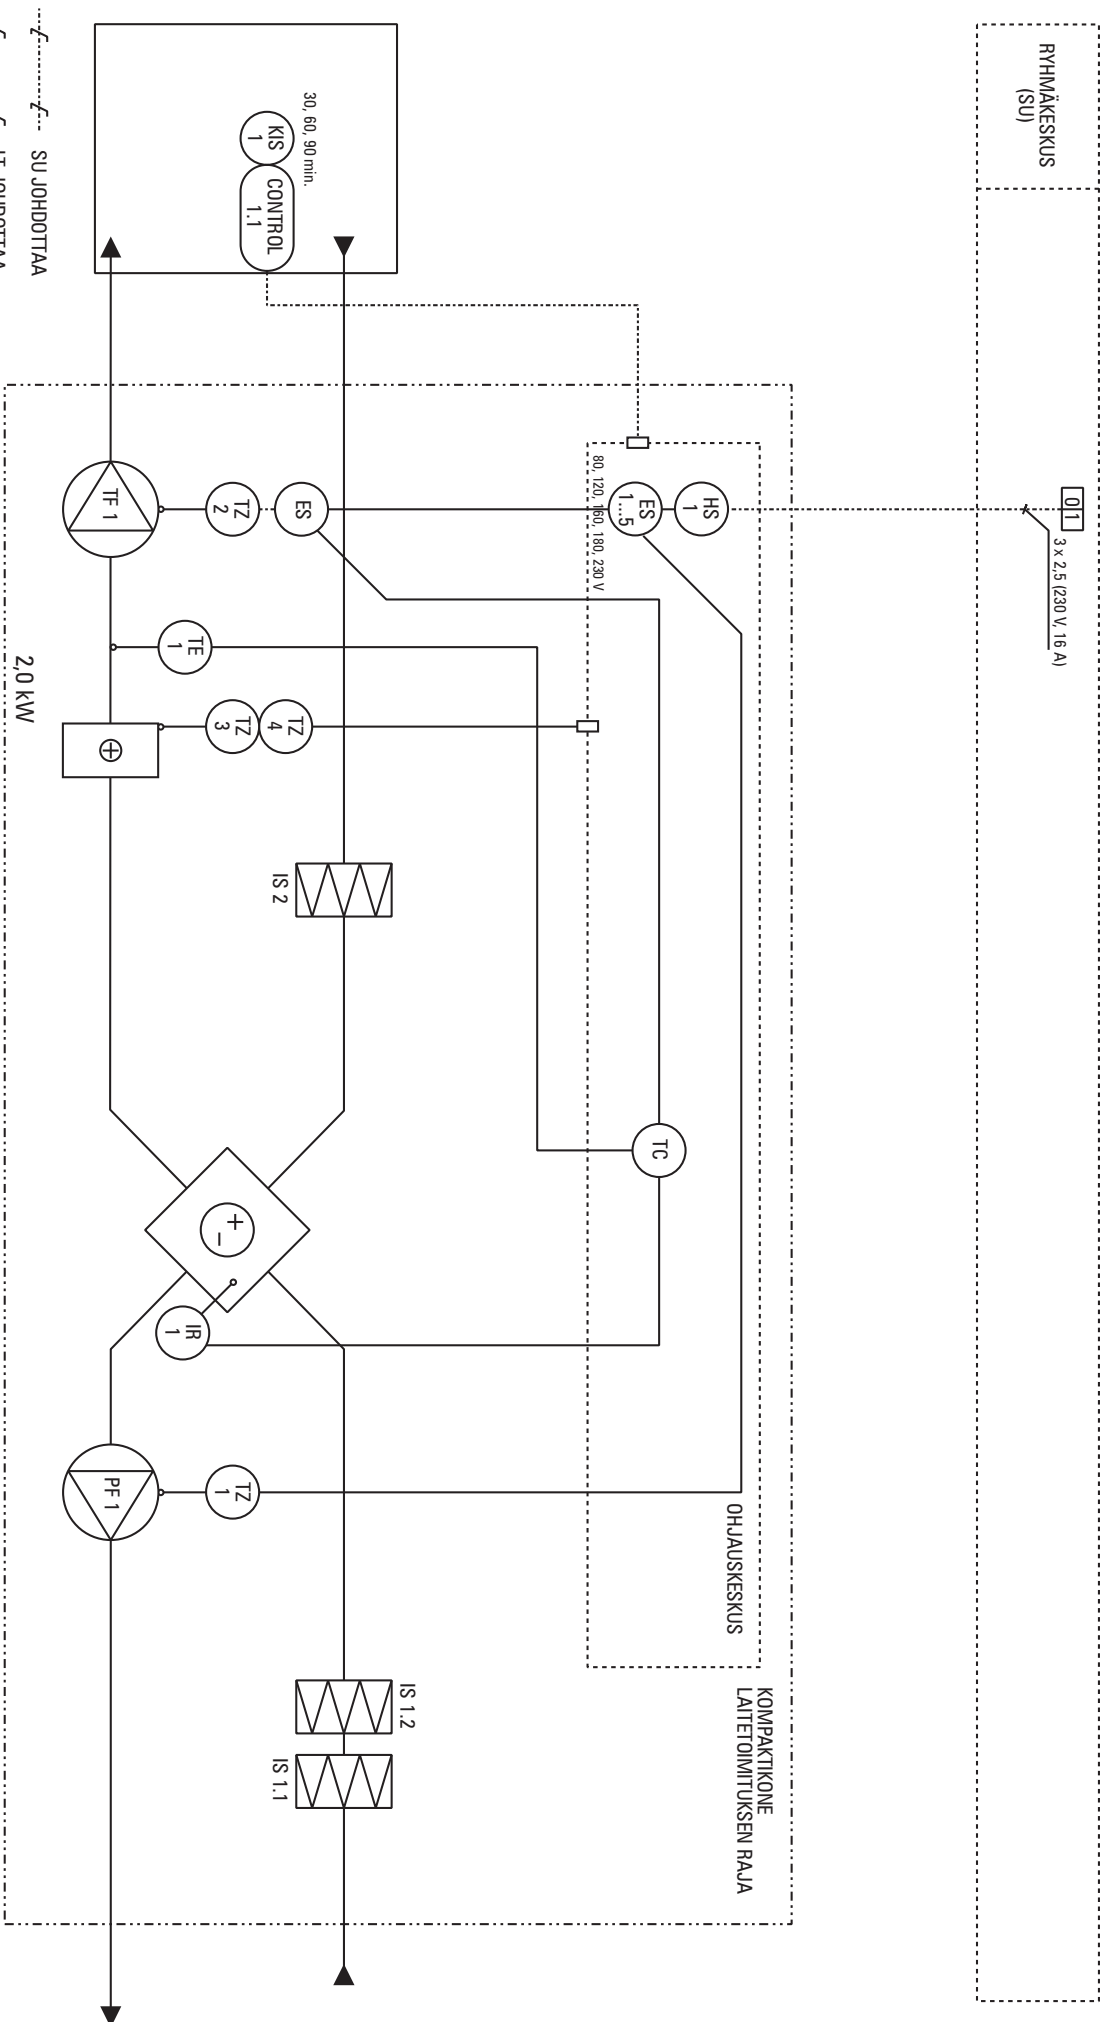 RYHMÄKESKUS
(SU)
0 1
3 x 2,5 (230 V, 16 A)
KOMPAKTIKONE
LAITETOIMITUKSEN RAJA
OHJAUSKESKUS
HS
1
ES
1...5
80, 120, 160, 180, 230 V
TC
30, 60, 90 min.
KIS
1
CONTROL
1.1
ES
TZ
2
TF 1
TE
1
TZ
4
TZ
3
2,0 kW
IS 2
+
-
IR
1
TZ
1
PF 1
IS 1.2
IS 1.1
SU JOHDOTTAA